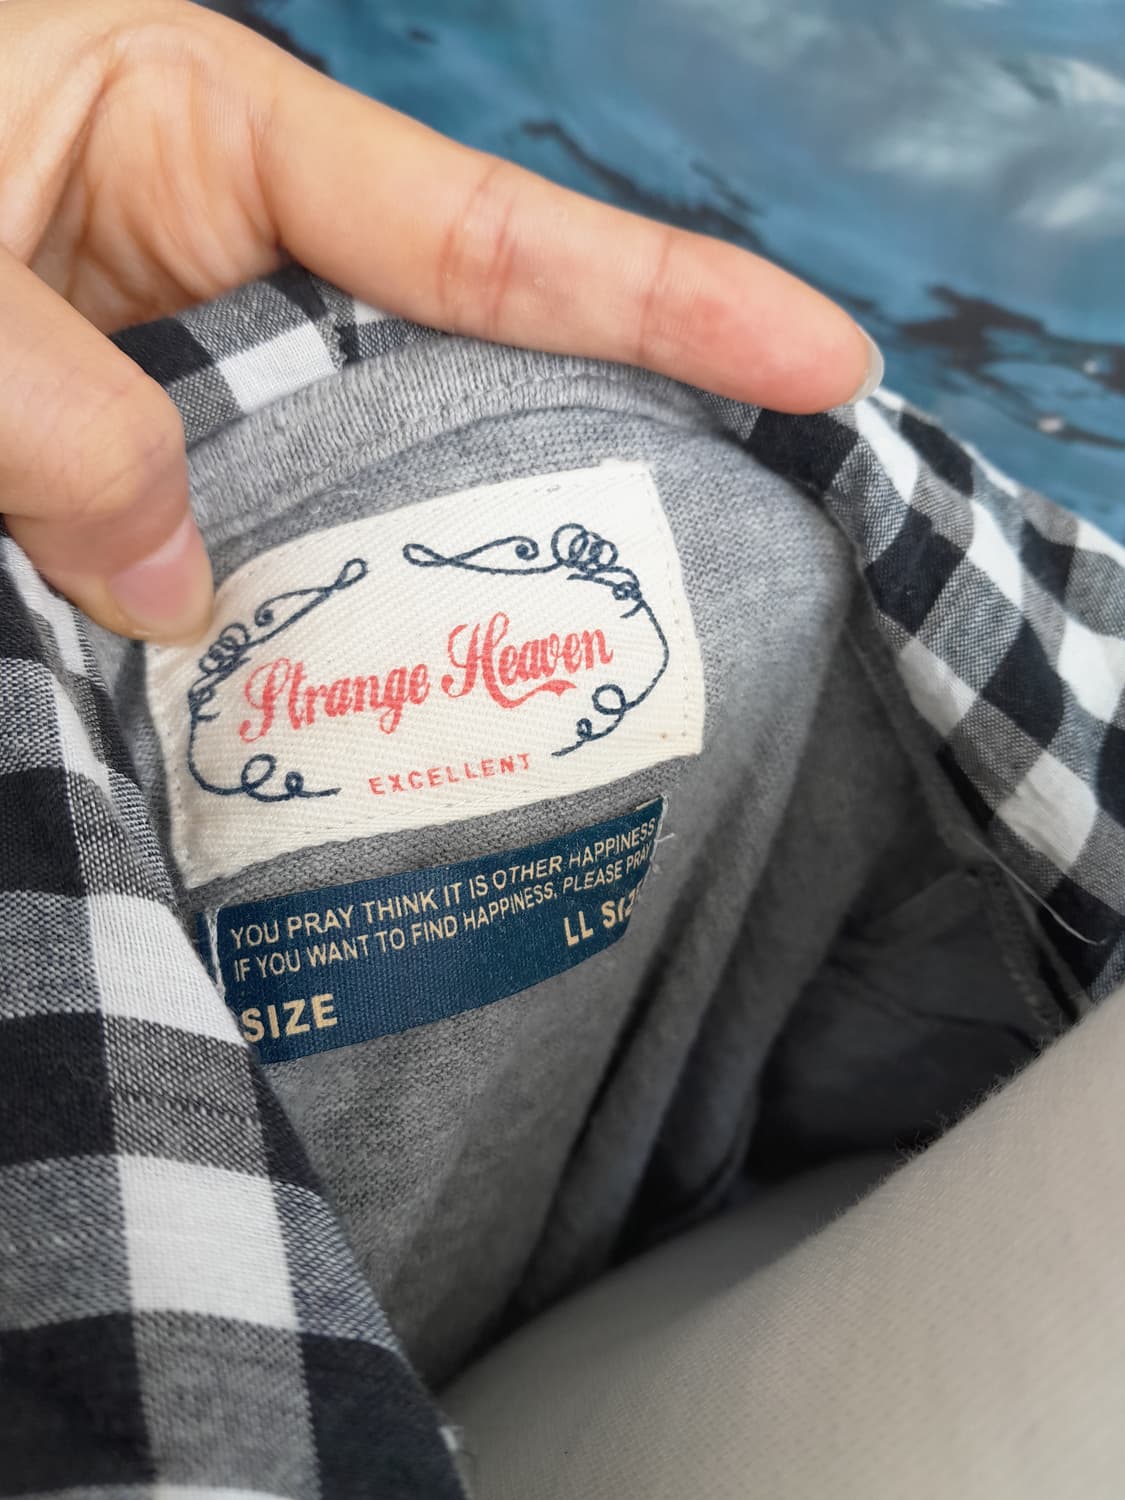 Strange Heaven
EXCELLENT
YOU PRAY THINK IT IS OTHER HAPPINESS
IF YOU WANT TO FIND HAPPINESS, PLEASE PRAY
LL SIZE
SIZE